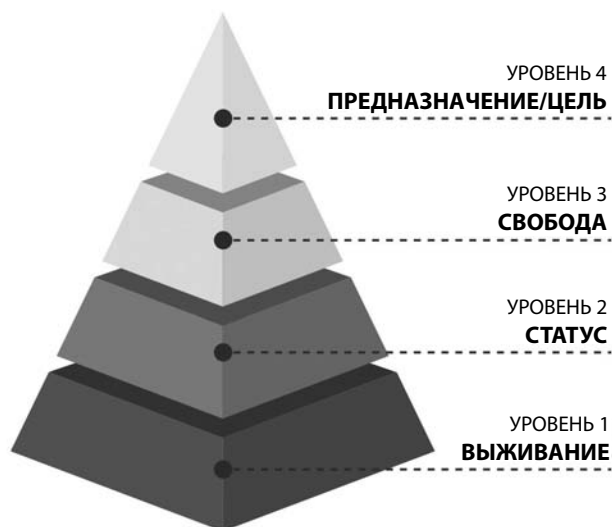 УРОВЕНЬ 4
ПРЕДНАЗНАЧЕНИЕ/ЦЕЛЬ
УРОВЕНЬ 3
СВОБОДА
УРОВЕНЬ 2
СТАТУС
УРОВЕНЬ 1
ВЫЖИВАНИЕ